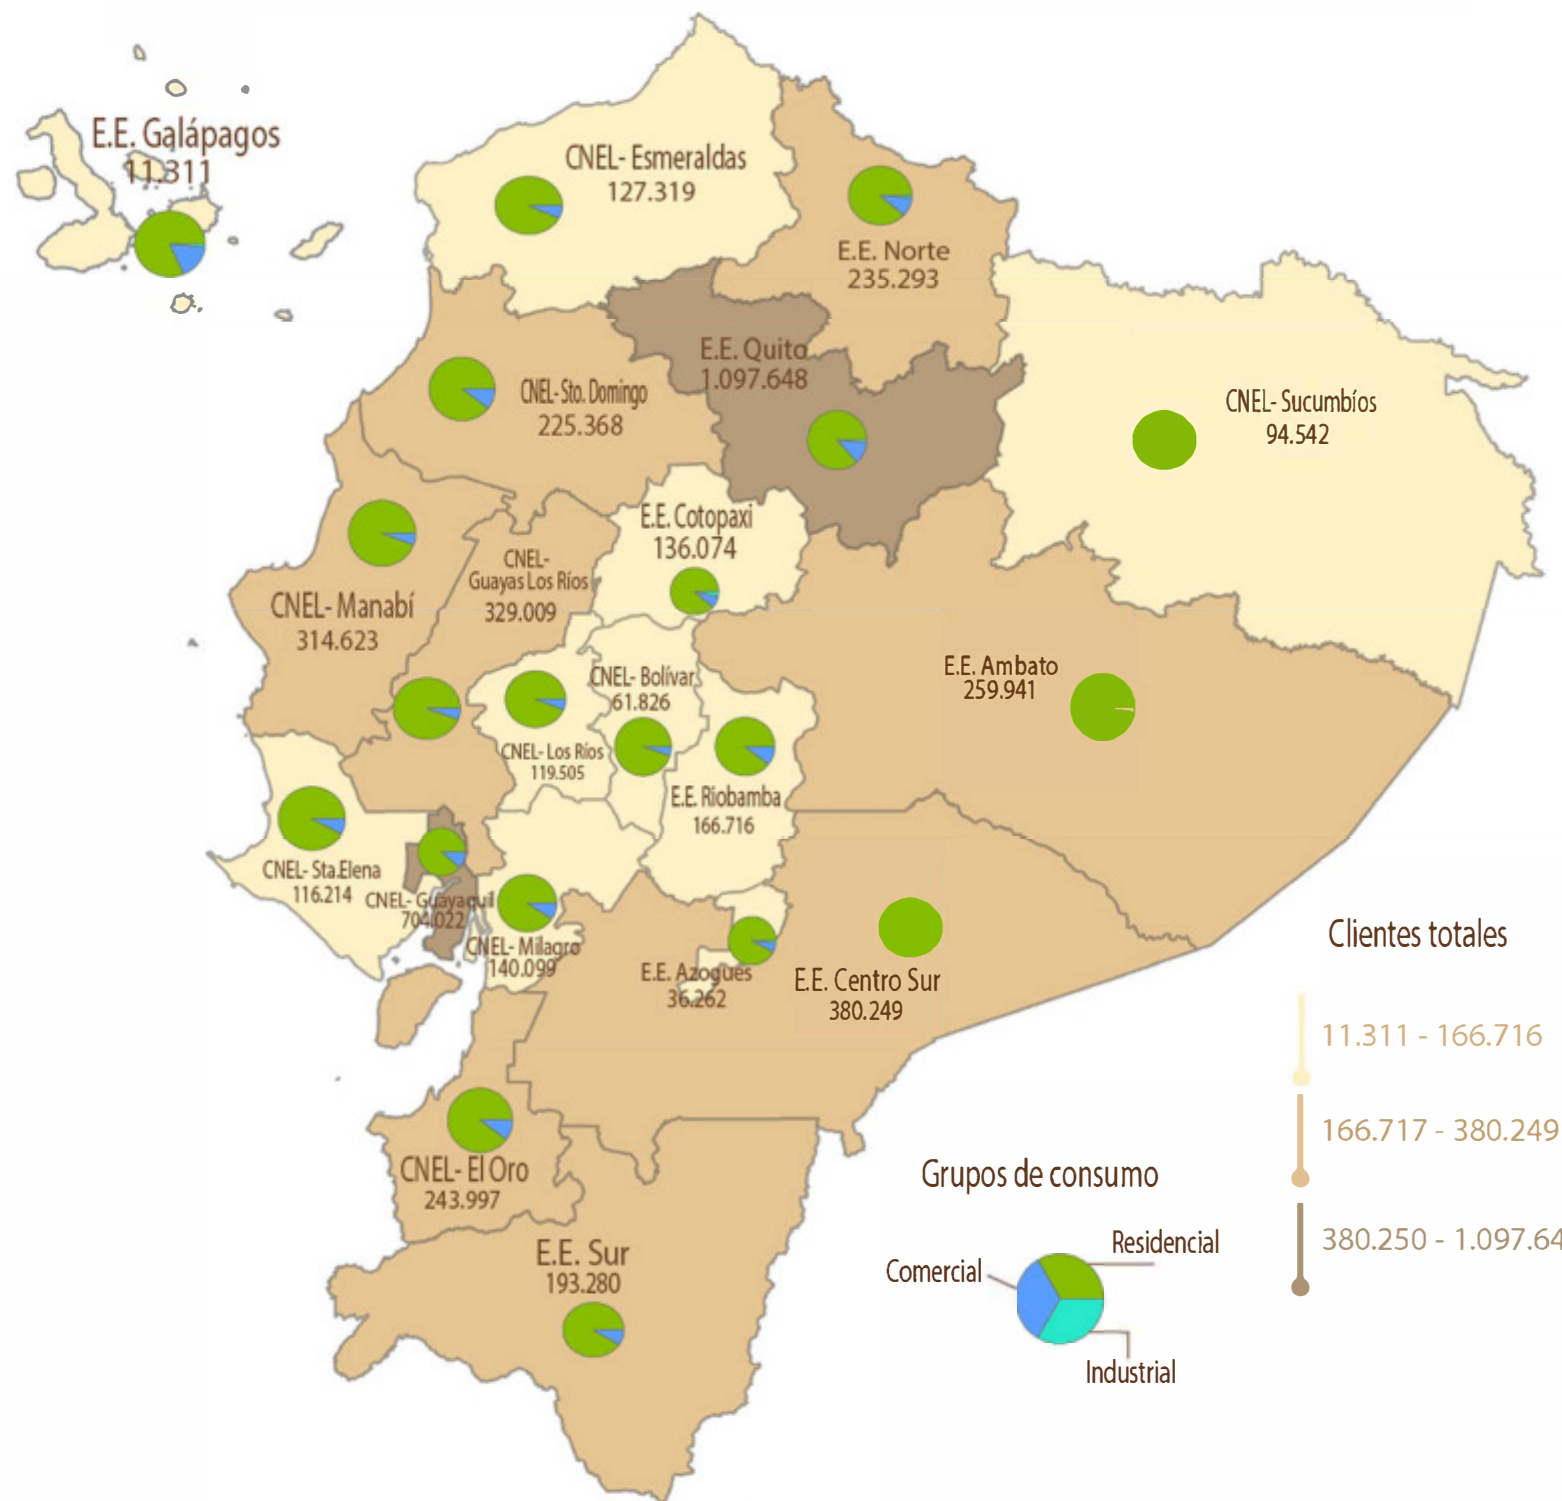 E.E. Galápagos
11.311
CNEL- Esmeraldas
127.319
E.E. Norte
235.293
E.E. Quito
1.097.648
CNEL-Sto. Domingo
225.368
CNEL- Sucumbíos
94.542
E.E. Cotopaxi
136.074
CNEL-
Guayas Los Ríos
329.009
CNEL- Manabí
314.623
CNEL- Bolívar
61.826
E.E. Ambato
259.941
CNEL- Los Ríos
119.505
E.E. Riobamba
166.716
CNEL- Sta.Elena
116.214
CNEL- Guayaquil
704.022
CNEL- Milagro
140.099
E.E. Azogues
36.262
E.E. Centro Sur
380.249
CNEL- El Oro
243.997
E.E. Sur
193.280
Clientes totales
11.311 - 166.716
166.717 - 380.249
380.250 - 1.097.64
Grupos de consumo
Residencial
Comercial
Industrial